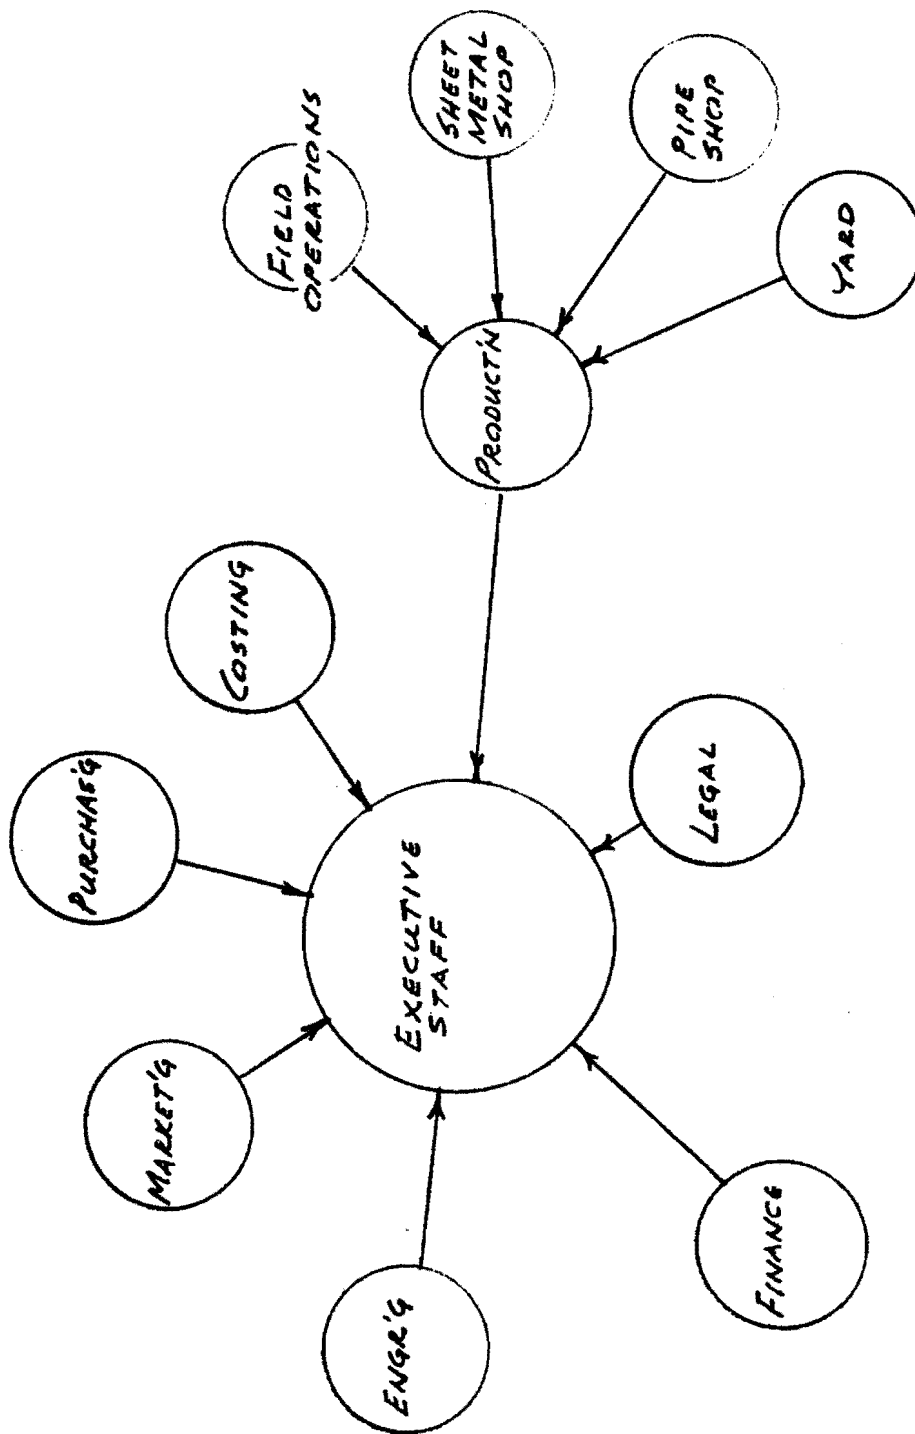 PURCHAS'G
MARKET'G
COSTING
ENGR'G
EXECUTIVE
STAFF
FINANCE
LEGAL
PRODUCT'N
FIELD
OPERATIONS
SHEET
METAL
SHOP
PIPE
SHOP
YARD